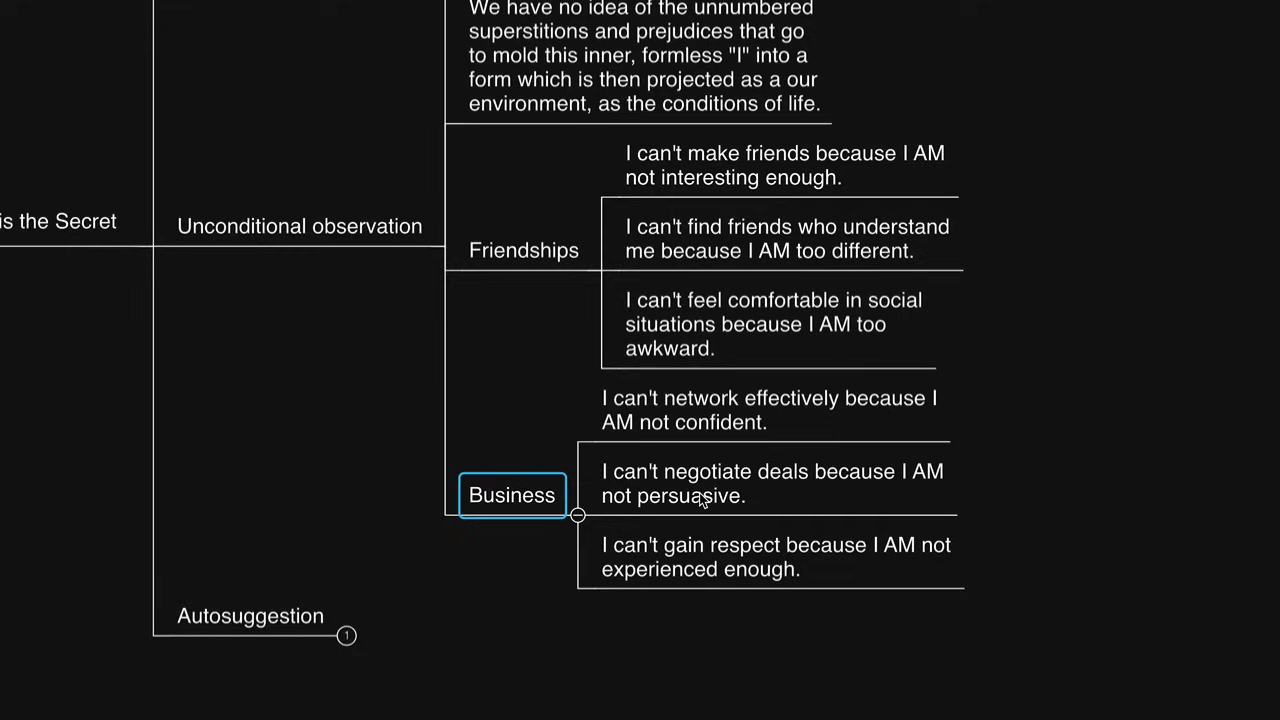 We have no idea of the unnumbered
superstitions and prejudices that go
to mold this inner, formless "I" into a
form which is then projected as a our
environment, as the conditions of life.
I can't make friends because I AM
not interesting enough.
is the Secret
Unconditional observation
Friendships
I can't find friends who understand
me because I AM too different.
I can't feel comfortable in social
situations because I AM too
awkward.
I can't network effectively because I
AM not confident.
Business
I can't negotiate deals because I AM
not persuasive.
I can't gain respect because I AM not
experienced enough.
Autosuggestion
1